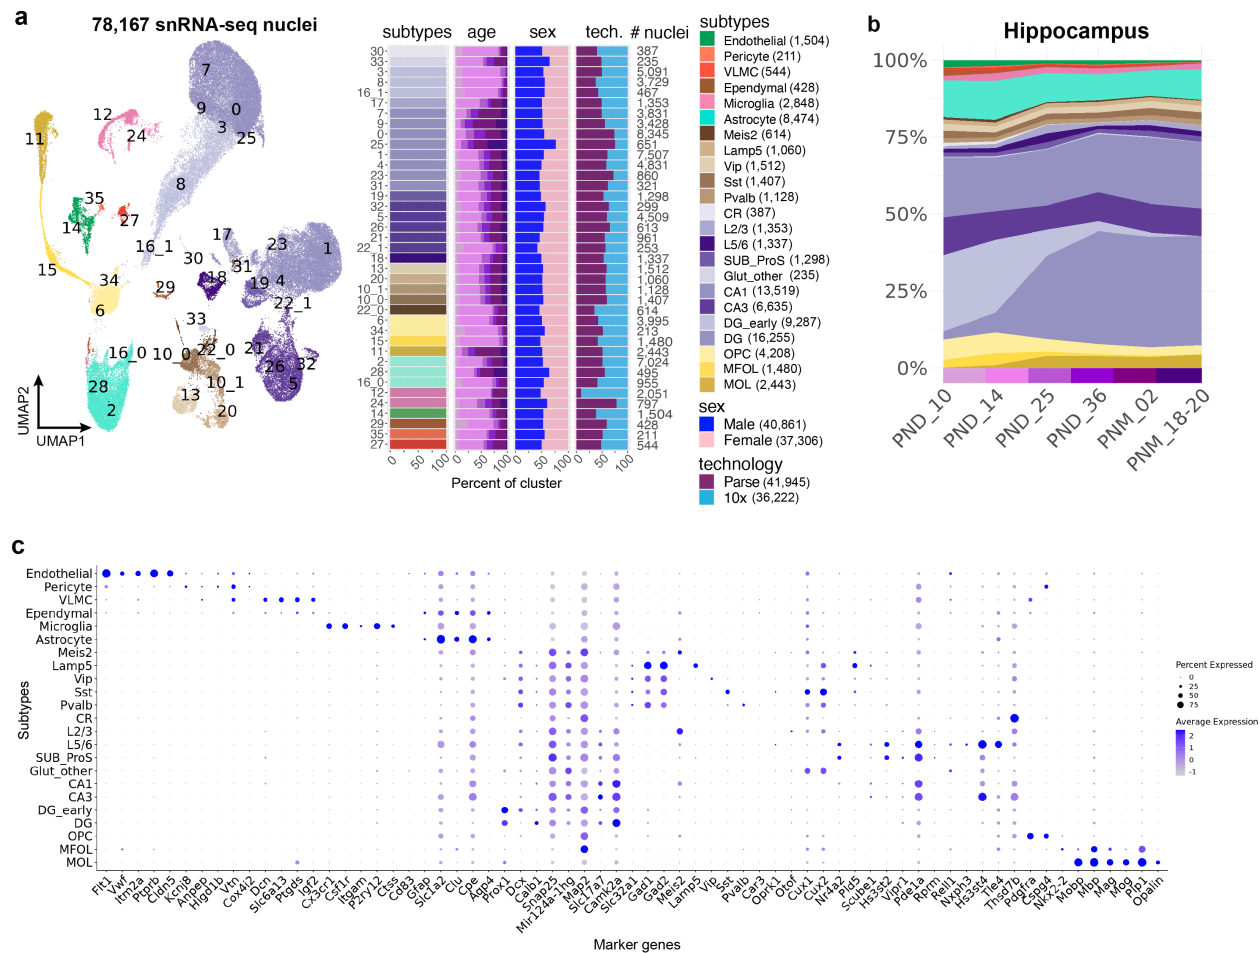 a
78,167 snRNA-seq nuclei
7
9
0
3
25
8
12
24
11
35
14
27
16_1
15
34
6
17
30
23
1
31
18
19
4
22_1
29
33
16_0
10_0
22_0
21
26
32
5
28
2
10_1
13
20
UMAP2
UMAP1
subtypes age sex tech. # nuclei
30 387
33 235
3 5,091
8 3,729
16_1 467
17 1,353
7 3,831
9 3,428
0 8,345
25 651
1 7,507
4 4,831
23 860
31 321
19 1,298
32 299
5 4,509
26 613
21 961
22_1 253
18 1,337
13 1,512
20 1,060
10_1 1,128
10_0 1,407
22_0 614
6 3,995
34 213
15 1,480
11 2,443
2 7,024
28 495
16_0 955
12 2,051
24 797
14 1,504
29 428
35 211
27 544
0 50 100 0 50 100 0 50 100 0 50 100
Percent of cluster
subtypes
Endothelial (1,504)
Pericyte (211)
VLMC (544)
Ependymal (428)
Microglia (2,848)
Astrocyte (8,474)
Meis2 (614)
Lamp5 (1,060)
Vip (1,512)
Sst (1,407)
Pvalb (1,128)
CR (387)
L2/3 (1,353)
L5/6 (1,337)
SUB_ProS (1,298)
Glut_other (235)
CA1 (13,519)
CA3 (6,635)
DG_early (9,287)
DG (16,255)
OPC (4,208)
MFOL (1,480)
MOL (2,443)
sex
Male (40,861)
Female (37,306)
technology
Parse (41,945)
10x (36,222)
b
Hippocampus
100%
75%
50%
25%
0%
PND_10
PND_14
PND_25
PND_36
PNM_02
PNM_18-20
c
Subtypes
Endothelial
Pericyte
VLMC
Ependymal
Microglia
Astrocyte
Meis2
Lamp5
Vip
Sst
Pvalb
CR
L2/3
L5/6
SUB_ProS
Glut_other
CA1
CA3
DG_early
DG
OPC
MFOL
MOL
Flt1 Vwf Itm2a Ptprb Cldn5 Kcnj8 Anpep Higd1b Vtn Cox4i2 Dcn Slc6a13 Ptgds Igf2 Cx3cr1 Csf1r Itgam P2ry12 Ctss Cd83 Gfap Slc1a2 Clu Cpe Aqp4 Prox1 Dcx Calb1 Snap25 Mir124a-1hg Map2 Slc17a7 Camk2a Slc32a1 Gad1 Gad2 Meis2 Lamp5 Vip Sst Pvalb Car3 Oprk1 Otof Cux1 Cux2 Nr4a2 Pld5 Scube1 Hs3st2 Vipr1 Pde1a Rprm Rell1 Nxph3 Hs3st4 Tle4 Thsd7b Pdgfra Cspg4 Nkx2-2 Mobp Mbp Mag Mog Plp1 Opalin
Marker genes
Percent Expressed
0
25
50
75
Average Expression
2
1
0
-1